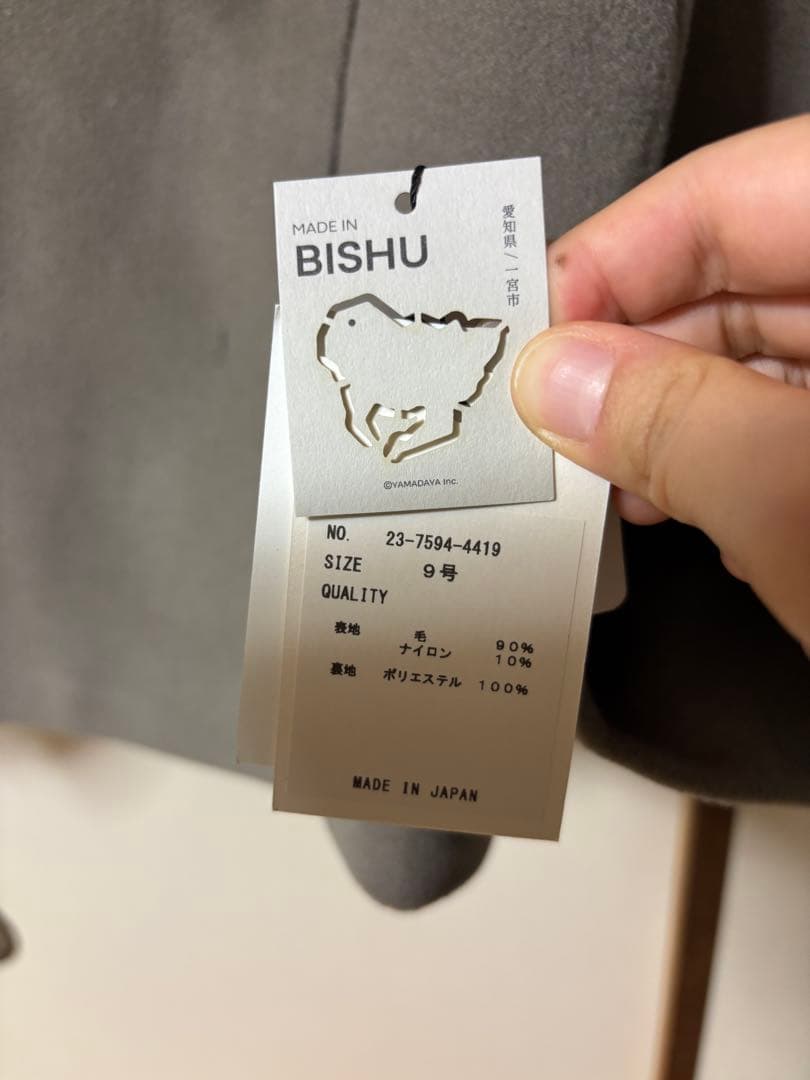 MADE IN
BISHU
愛知県/一宮市
©YAMADAYA Inc.
NO. 23-7594-4419
SIZE 9号
QUALITY
表地 毛 90%
ナイロン 10%
裏地 ポリエステル 100%
MADE IN JAPAN